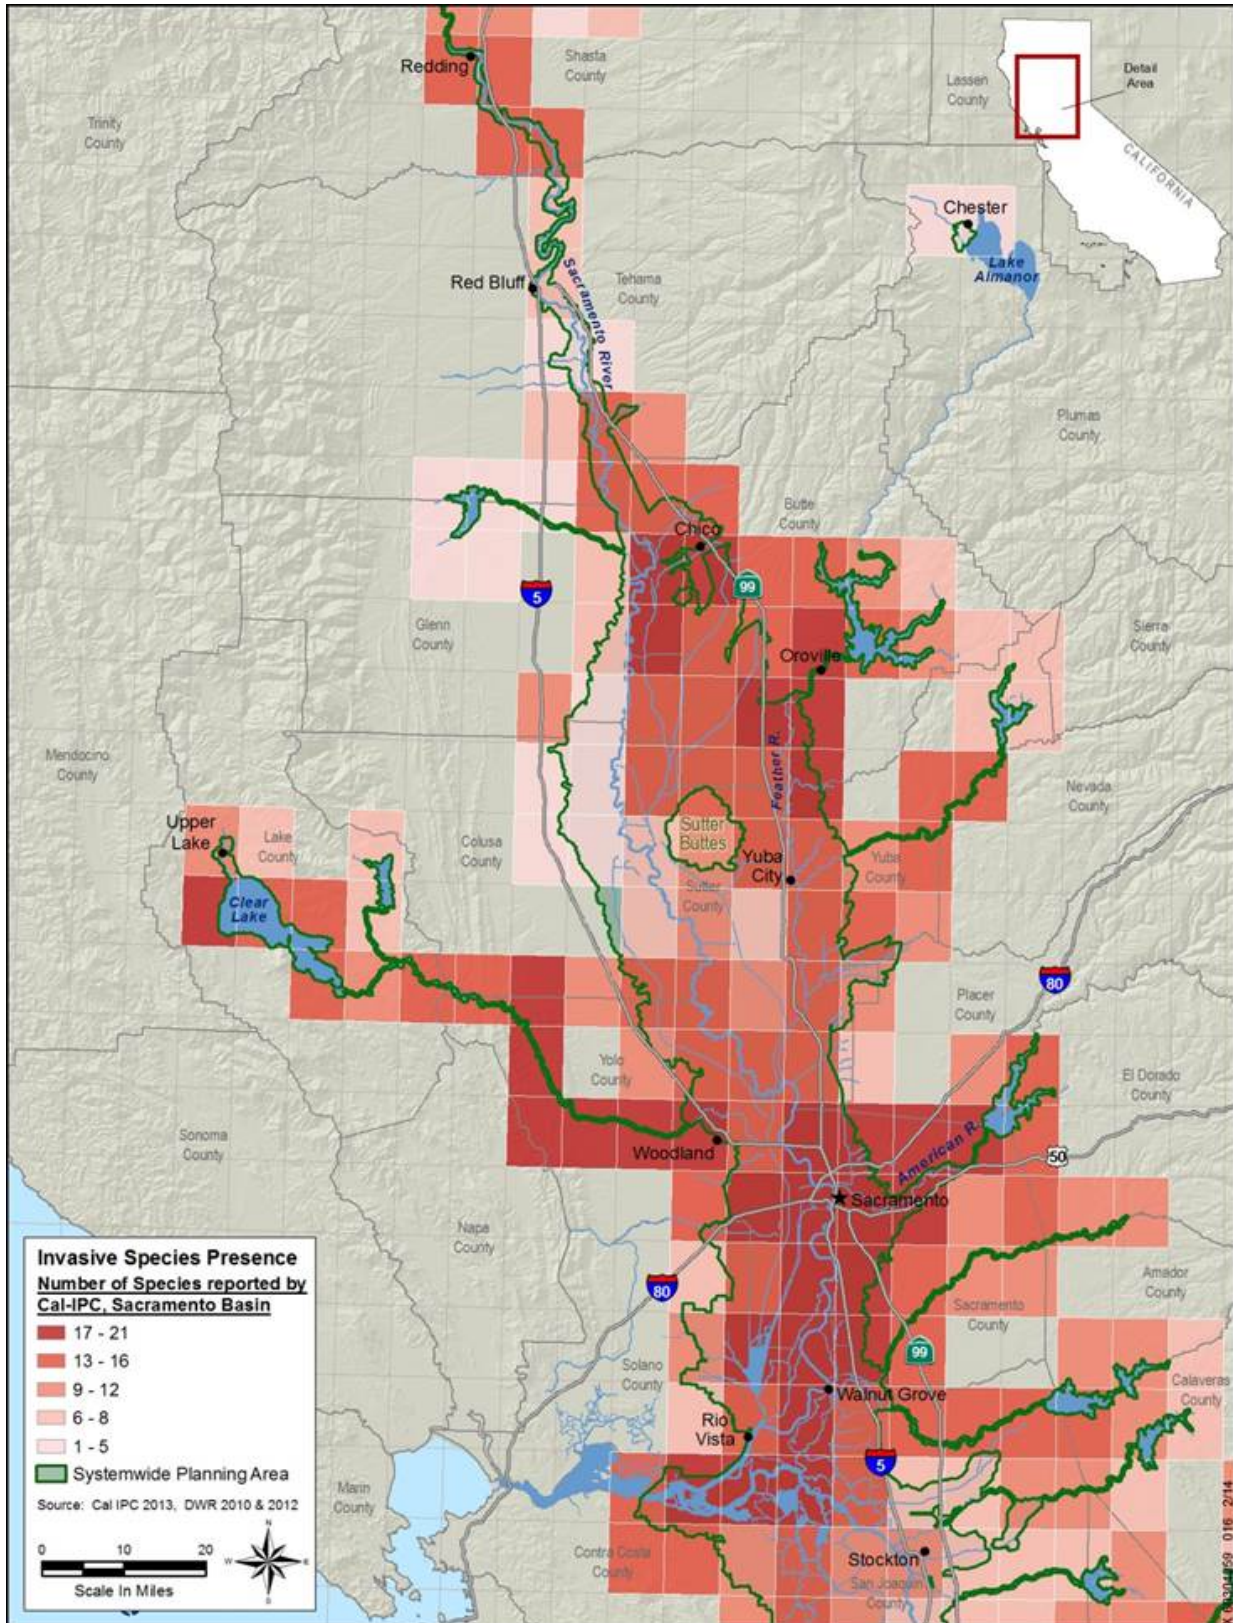 Redding
Shasta
County
Lassen
County
Detail
Area
CALIFORNIA
Trinity
County
Chester
Lake
Almanor
Red Bluff
Sacramento River
Tehama
County
Plumas
County
Butte
County
Chico
99
5
Glenn
County
Sierra
County
Oroville
Feather R.
Mendocino
County
Nevada
County
Upper
Lake
Lake
County
Colusa
County
Sutter
Buttes
Yuba
City
Yuba
County
Clear
Lake
Sutter
County
80
Placer
County
Yolo
County
El Dorado
County
Sonoma
County
Woodland
American R.
50
Sacramento
Napa
County
80
Amador
County
Sacramento
County
99
Solano
County
Walnut Grove
Calaveras
County
Rio
Vista
5
Marin
County
Contra Costa
County
Stockton
San Joaquin
County
Invasive Species Presence
Number of Species reported by
Cal-IPC, Sacramento Basin
17 - 21
13 - 16
9 - 12
6 - 8
1 - 5
Systemwide Planning Area
Source: Cal IPC 2013, DWR 2010 & 2012
0 10 20
Scale In Miles
N
W
E
S
016 2/14